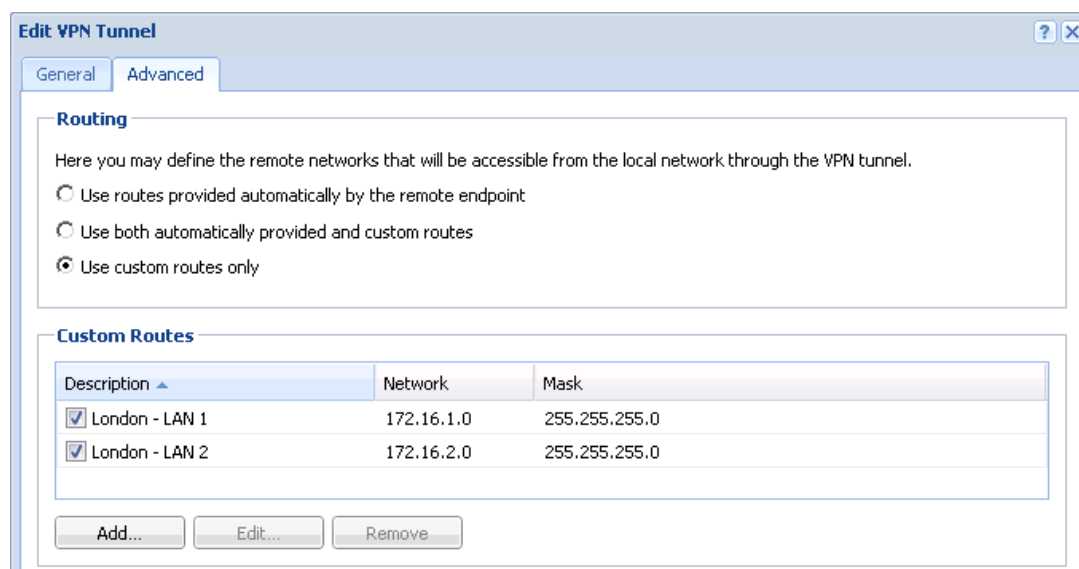 Edit VPN Tunnel
?
General Advanced
Routing
Here you may define the remote networks that will be accessible from the local network through the VPN tunnel.
Use routes provided automatically by the remote endpoint
Use both automatically provided and custom routes
Use custom routes only
Custom Routes
Description Network Mask
London - LAN 1 172.16.1.0 255.255.255.0
London - LAN 2 172.16.2.0 255.255.255.0
Add... Edit... Remove